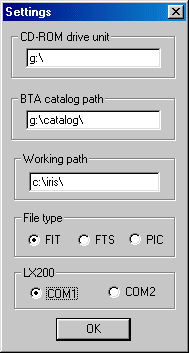 Settings
CD-ROM drive unit
g:\
BTA catalog path
g:\catalog\
Working path
c:\iris\
File type
FIT FTS PIC
LX200
COM1 COM2
OK